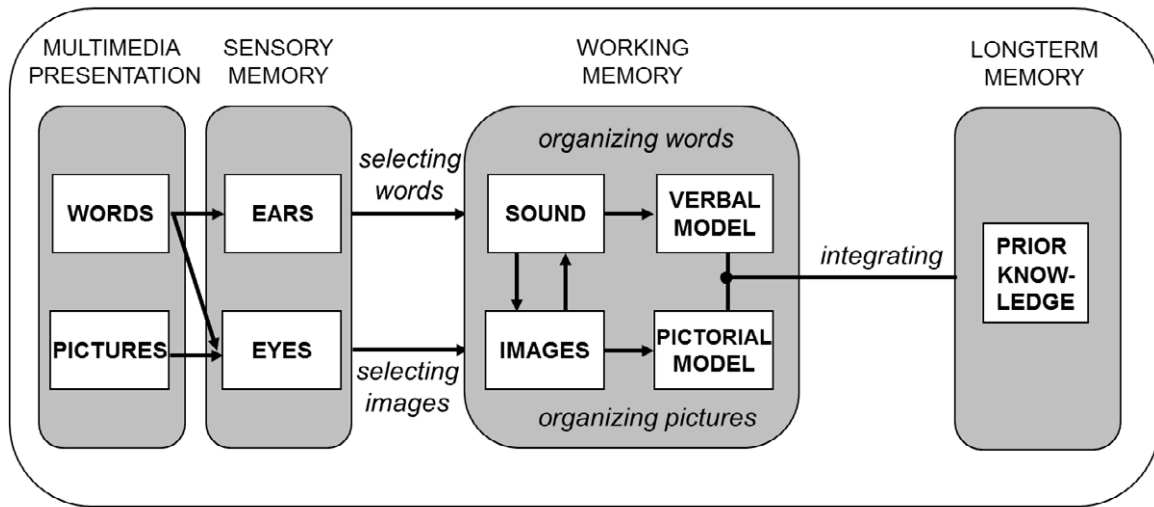 MULTIMEDIA
PRESENTATION
SENSORY
MEMORY
WORKING
MEMORY
LONGTERM
MEMORY
WORDS
PICTURES
EARS
EYES
selecting
words
selecting
images
organizing words
SOUND
VERBAL
MODEL
IMAGES
PICTORIAL
MODEL
organizing pictures
integrating
PRIOR
KNOW-
LEDGE